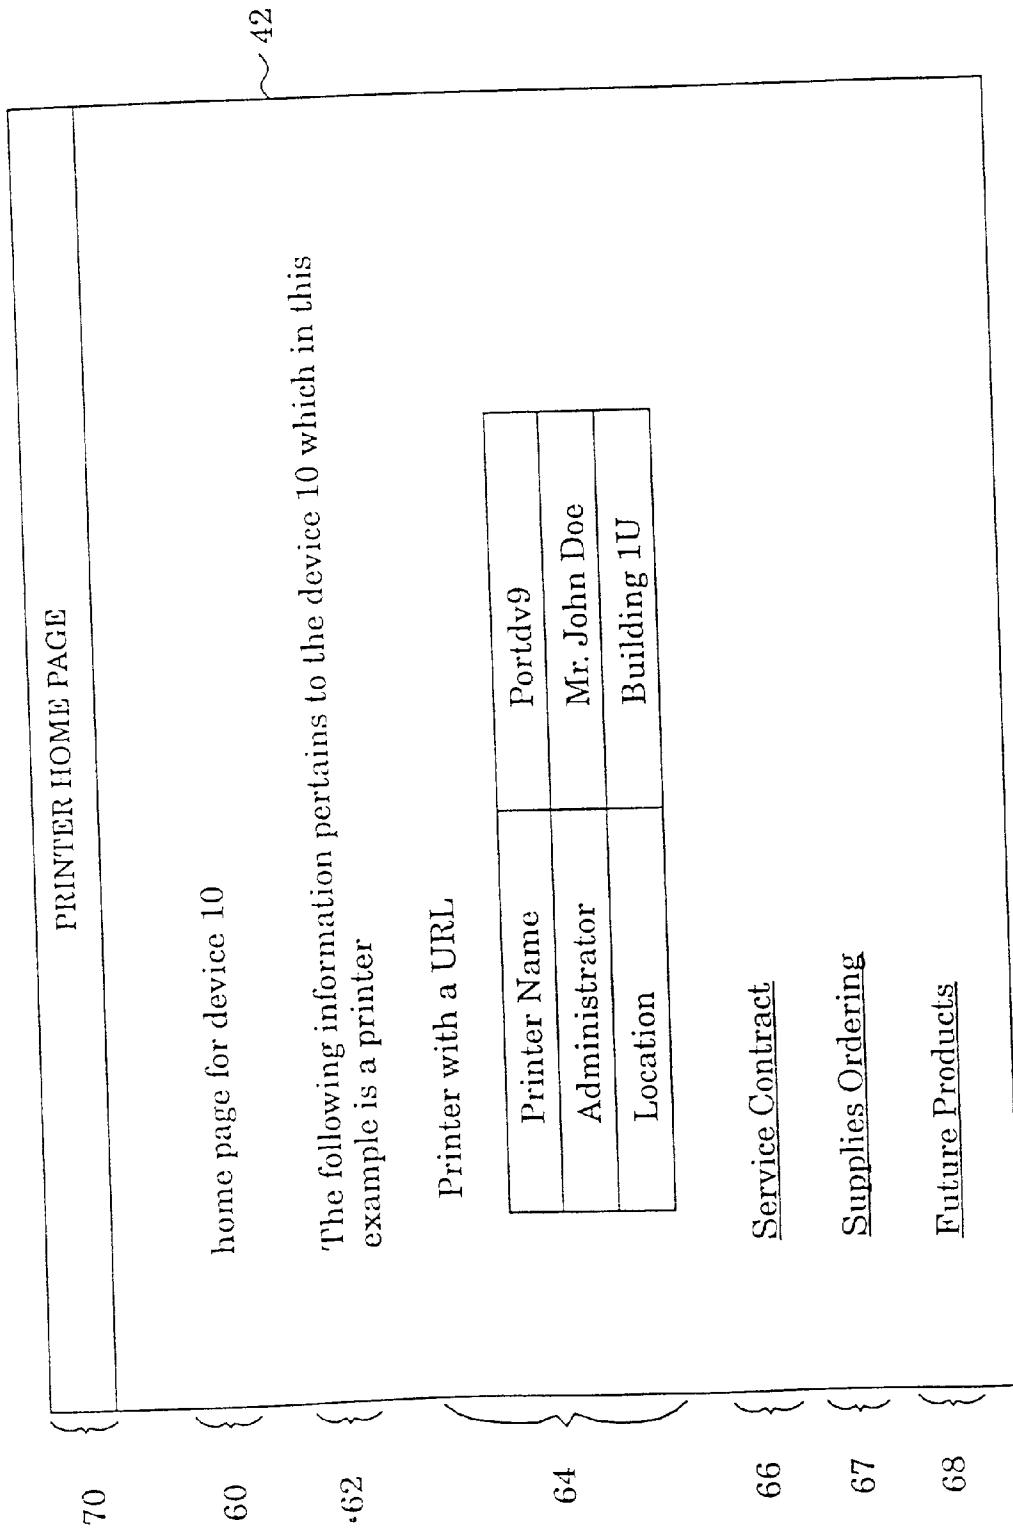 42
70 PRINTER HOME PAGE
60 home page for device 10
62 The following information pertains to the device 10 which in this
example is a printer
Printer with a URL
64
Printer Name Portdv9
Administrator Mr. John Doe
Location Building 1U
66 Service Contract
67 Supplies Ordering
68 Future Products